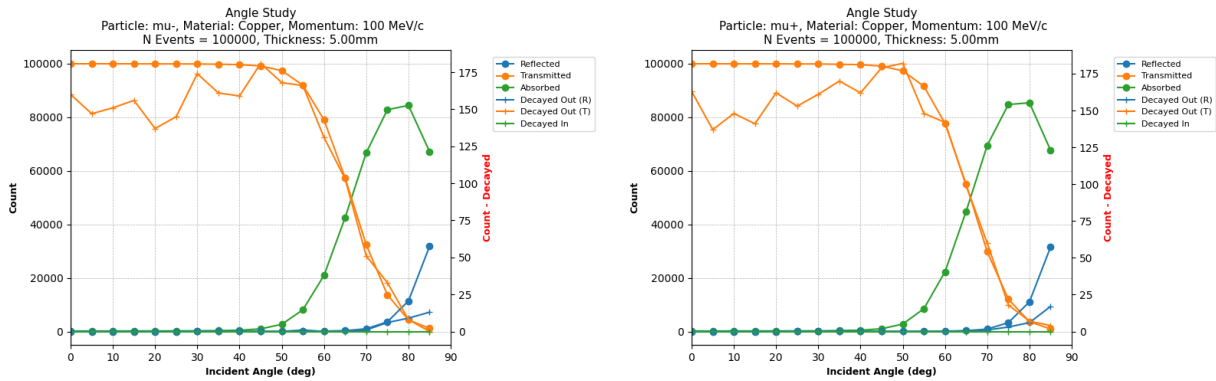 Angle Study
Particle: mu-, Material: Copper, Momentum: 100 MeV/c
N Events = 100000, Thickness: 5.00mm
100000
80000
60000
40000
20000
0
Count
175
150
125
100
75
50
25
0
Count - Decayed
0 10 20 30 40 50 60 70 80 90
Incident Angle (deg)
Reflected
Transmitted
Absorbed
Decayed Out (R)
Decayed Out (T)
Decayed In
Angle Study
Particle: mu+, Material: Copper, Momentum: 100 MeV/c
N Events = 100000, Thickness: 5.00mm
100000
80000
60000
40000
20000
0
Count
175
150
125
100
75
50
25
0
Count - Decayed
0 10 20 30 40 50 60 70 80 90
Incident Angle (deg)
Reflected
Transmitted
Absorbed
Decayed Out (R)
Decayed Out (T)
Decayed In